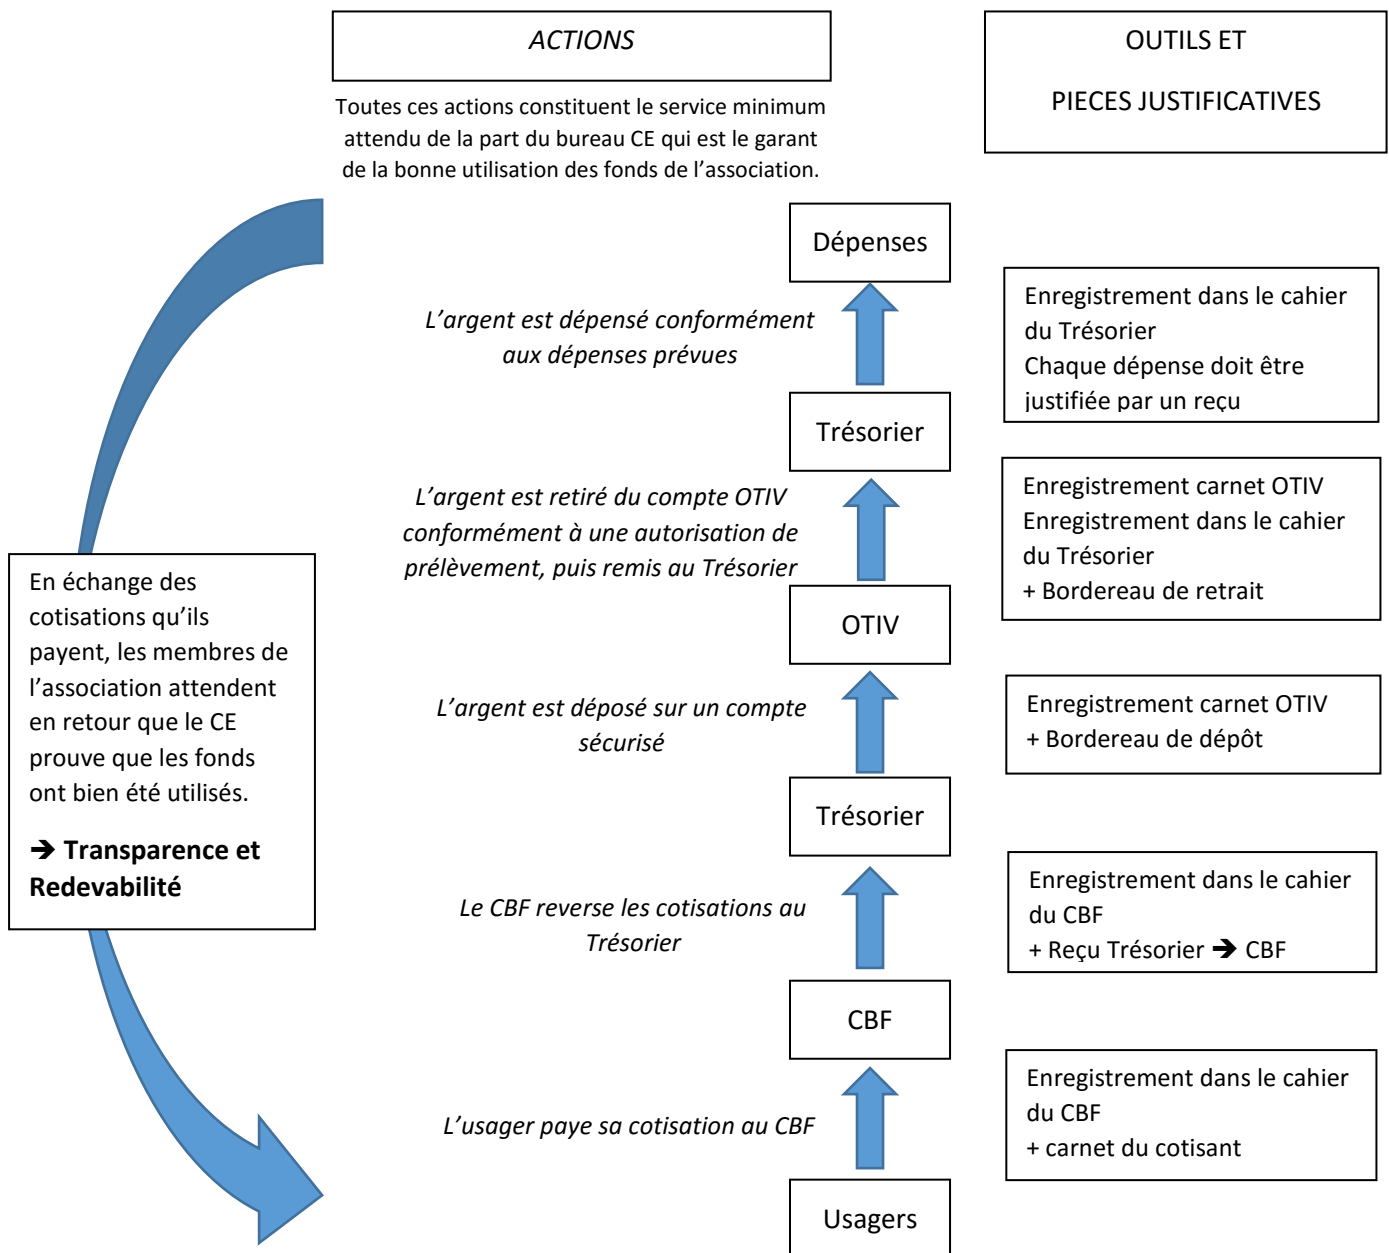 ACTIONS
Toutes ces actions constituent le service minimum
attendu de la part du bureau CE qui est le garant
de la bonne utilisation des fonds de l’association.
OUTILS ET
PIECES JUSTIFICATIVES
Dépenses
L’argent est dépensé conformément
aux dépenses prévues
Enregistrement dans le cahier
du Trésorier
Chaque dépense doit être
justifiée par un reçu
Trésorier
L’argent est retiré du compte OTIV
conformément à une autorisation de
prélèvement, puis remis au Trésorier
Enregistrement carnet OTIV
Enregistrement dans le cahier
du Trésorier
+ Bordereau de retrait
OTIV
En échange des
cotisations qu’ils
payent, les membres de
l’association attendent
en retour que le CE
prouve que les fonds
ont bien été utilisés.
➔ Transparence et
Redevabilité
L’argent est déposé sur un compte
sécurisé
Enregistrement carnet OTIV
+ Bordereau de dépôt
Trésorier
Le CBF reverse les cotisations au
Trésorier
Enregistrement dans le cahier
du CBF
+ Reçu Trésorier ➔ CBF
CBF
L’usager paye sa cotisation au CBF
Enregistrement dans le cahier
du CBF
+ carnet du cotisant
Usagers